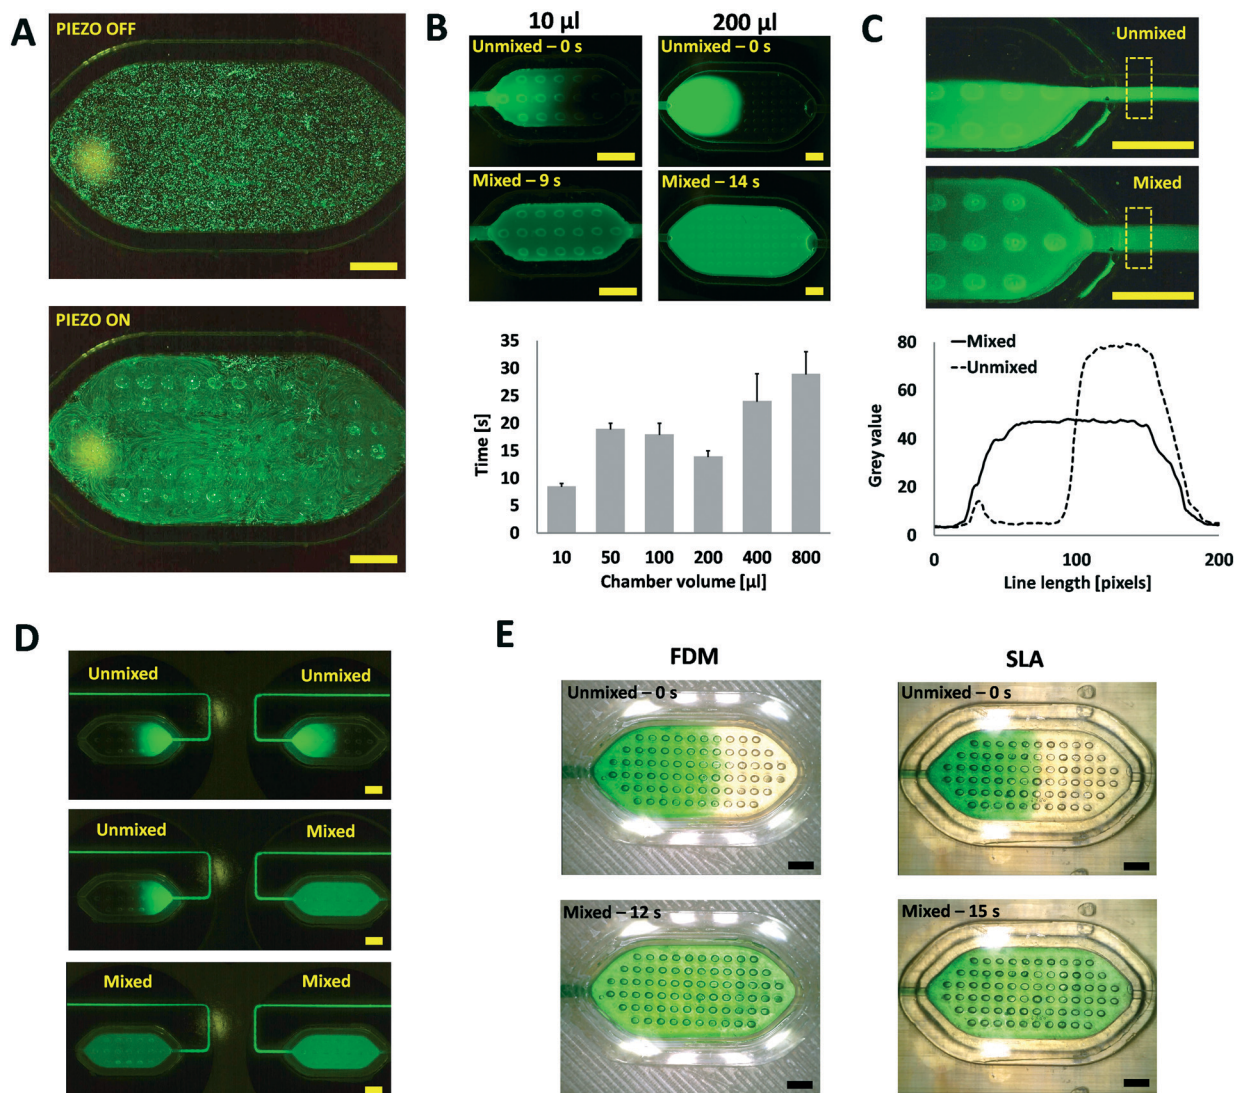 A
PIEZO OFF
PIEZO ON
B
10 µl
200 µl
Unmixed – 0 s
Unmixed – 0 s
Mixed – 9 s
Mixed – 14 s
35
30
25
20
15
10
5
0
Time [s]
10 50 100 200 400 800
Chamber volume [µl]
C
Unmixed
Mixed
80
60
40
20
0
Grey value
Mixed
Unmixed
0 100 200
Line length [pixels]
D
Unmixed
Unmixed
Unmixed
Mixed
Mixed
Mixed
E
FDM
SLA
Unmixed – 0 s
Unmixed – 0 s
Mixed – 12 s
Mixed – 15 s